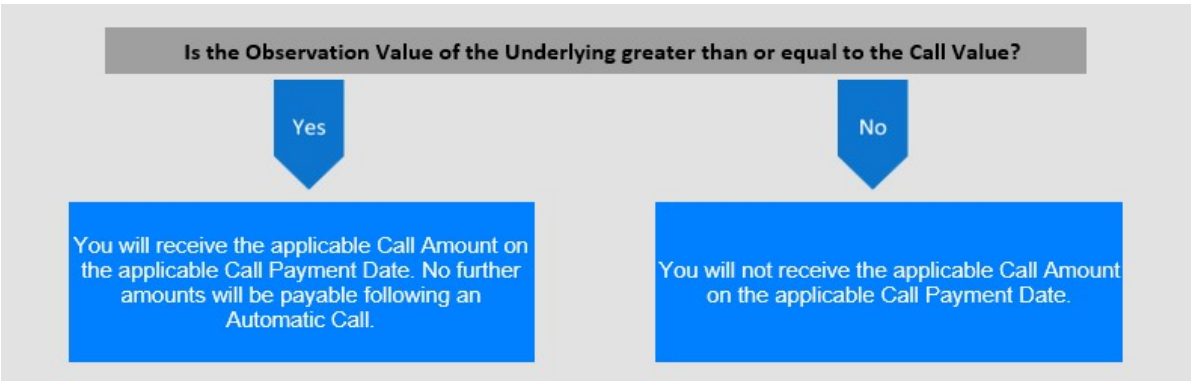 Is the Observation Value of the Underlying greater than or equal to the Call Value?
Yes
No
You will receive the applicable Call Amount on
the applicable Call Payment Date. No further
amounts will be payable following an
Automatic Call.
You will not receive the applicable Call Amount
on the applicable Call Payment Date.